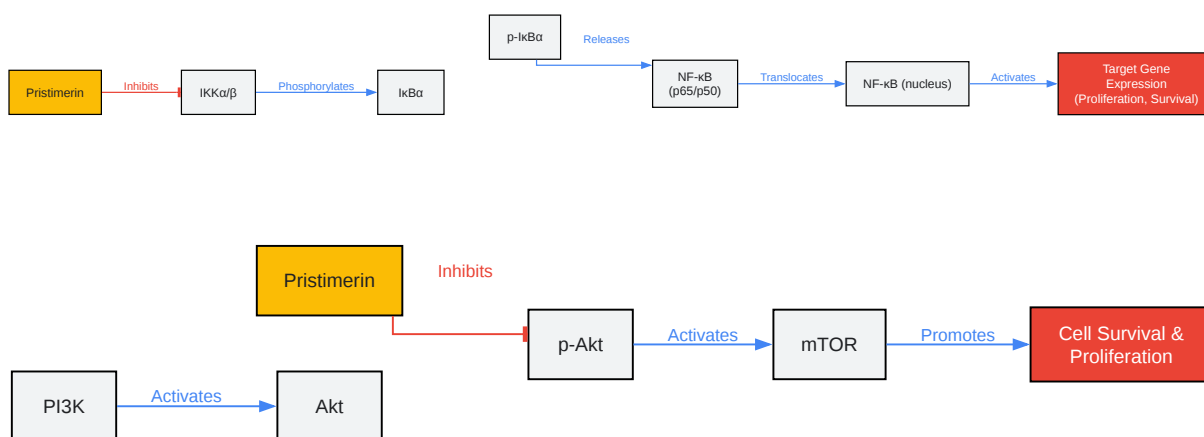 p-IκBα
Releases
Pristimerin
Inhibits
IKKα/β
Phosphorylates
IκBα
NF-κB
(p65/p50)
Translocates
NF-κB (nucleus)
Activates
Target Gene
Expression
(Proliferation, Survival)
Pristimerin
Inhibits
p-Akt
Activates
mTOR
Promotes
Cell Survival &
Proliferation
PI3K
Activates
Akt